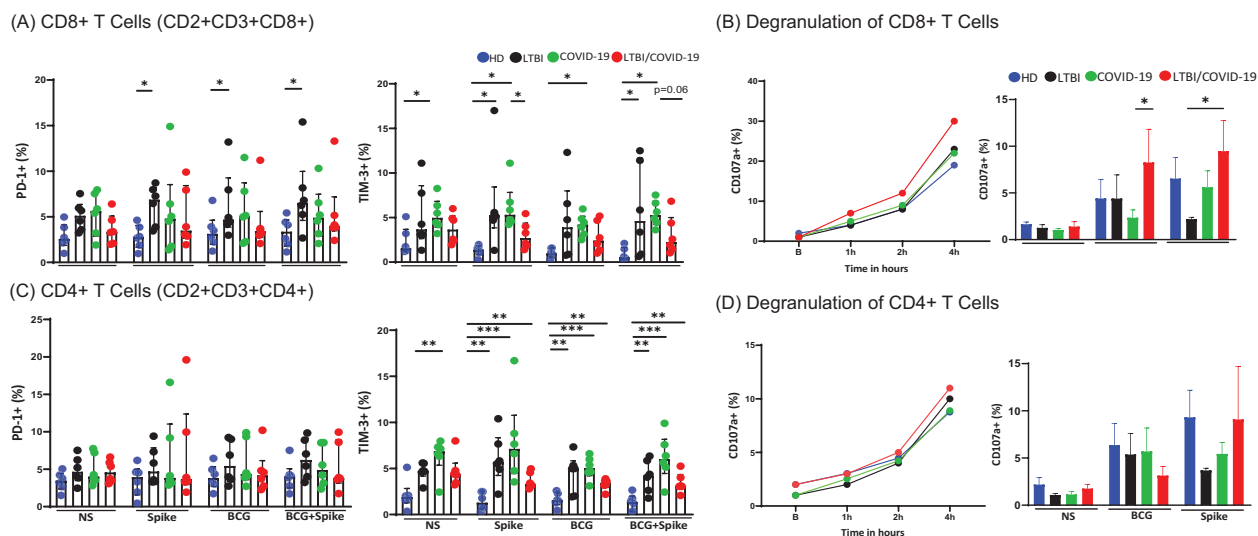 (A) CD8+ T Cells (CD2+CD3+CD8+)
(B) Degranulation of CD8+ T Cells
HD LTBI COVID-19 LTBI/COVID-19
PD-1+ (%)
20
15
10
5
0
* * *
TIM-3+ (%)
20
15
10
5
0
* * * * * * * p=0.06
CD107a+ (%)
40
30
20
10
0
B 1h 2h 4h
Time in hours
HD LTBI COVID-19 LTBI/COVID-19
CD107a+ (%)
15
10
5
0
* *
(C) CD4+ T Cells (CD2+CD3+CD4+)
(D) Degranulation of CD4+ T Cells
PD-1+ (%)
25
20
15
10
5
0
NS Spike BCG BCG+Spike
TIM-3+ (%)
20
15
10
5
0
** ** *** ** ** *** ** ** *** **
NS Spike BCG BCG+Spike
CD107a+ (%)
15
10
5
0
B 1h 2h 4h
Time in hours
CD107a+ (%)
15
10
5
0
NS BCG Spike